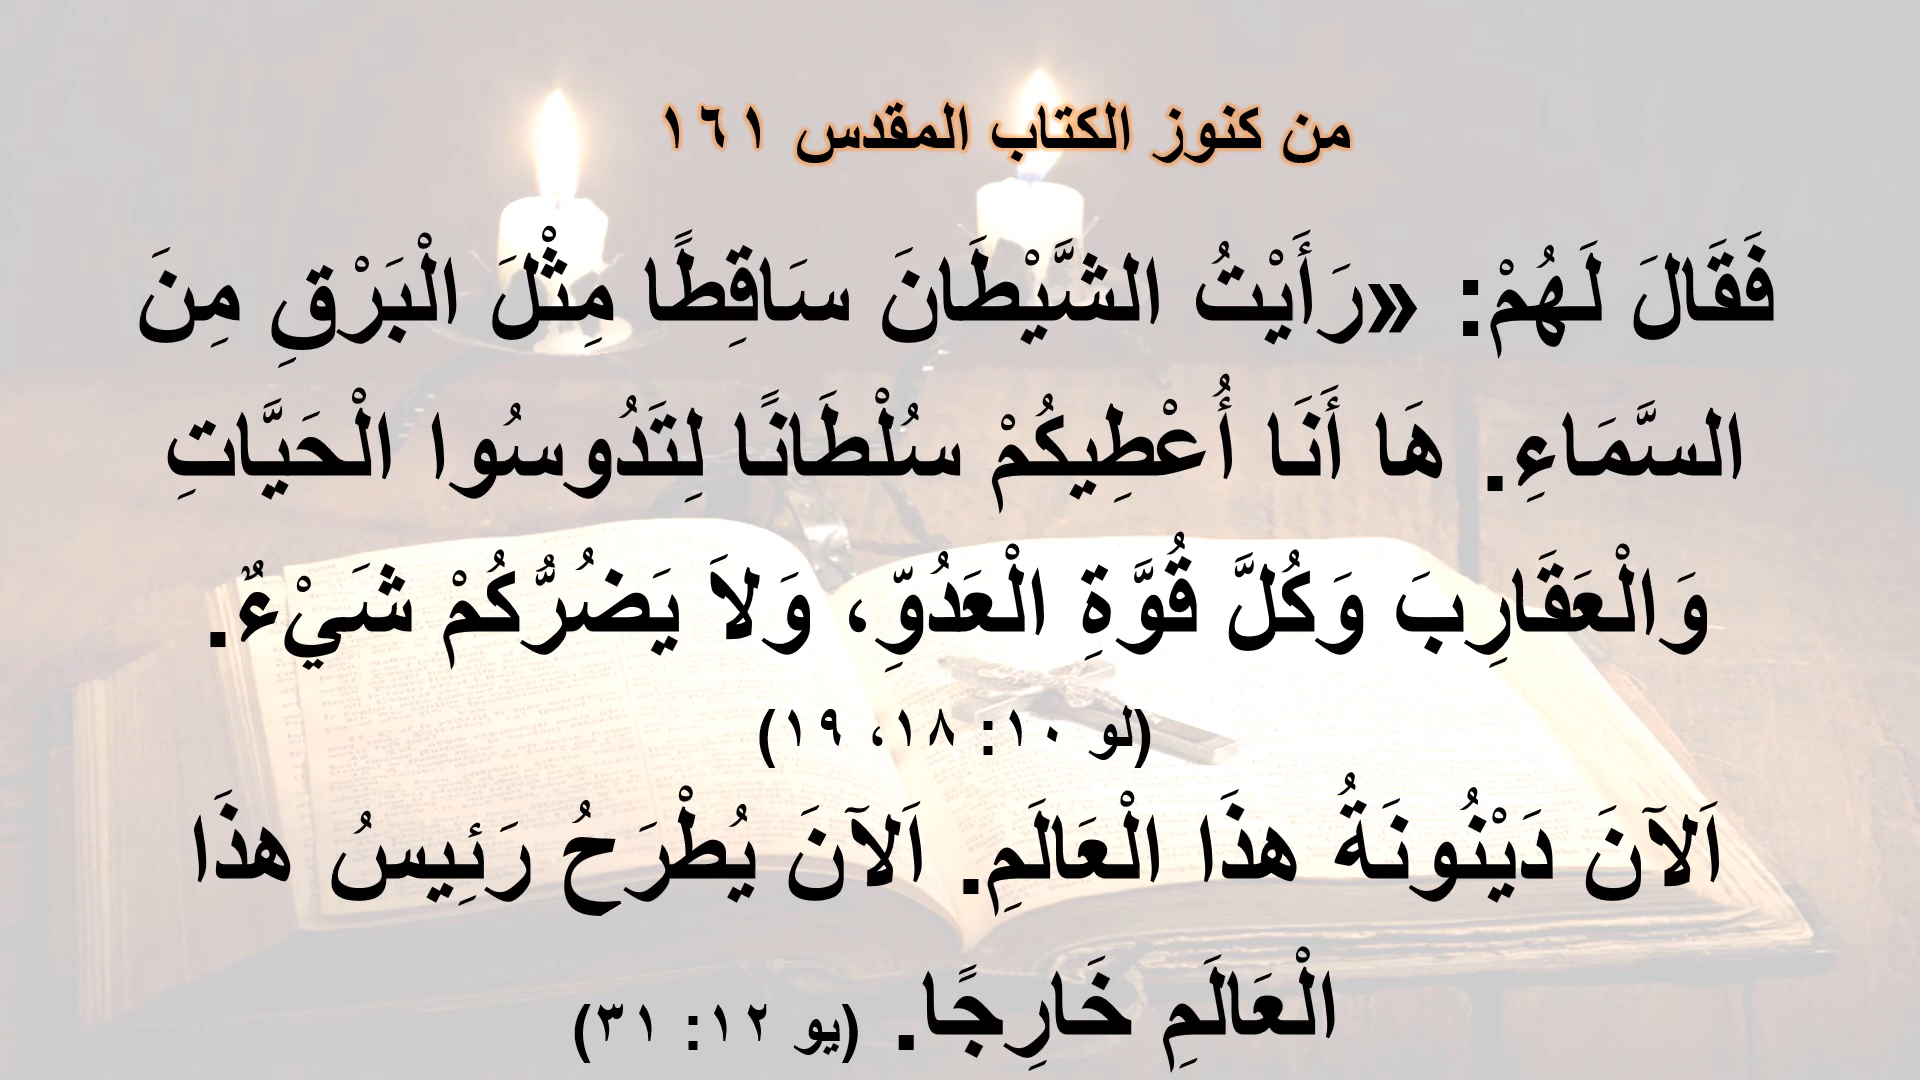 من كنوز الكتاب المقدس ١٦١
فَقَالَ لَهُمْ: «رَأَيْتُ الشَّيْطَانَ سَاقِطًا مِثْلَ الْبَرْقِ مِنَ
السَّمَاءِ. هَا أَنَا أُعْطِيكُمْ سُلْطَانًا لِتَدُوسُوا الْحَيَّاتِ
وَالْعَقَارِبَ وَكُلَّ قُوَّةِ الْعَدُوِّ، وَلاَ يَضُرُّكُمْ شَيْءٌ.
(لو ١٠: ١٨، ١٩)
اَلآنَ دَيْنُونَةُ هذَا الْعَالَمِ. اَلآنَ يُطْرَحُ رَئِيسُ هذَا
الْعَالَمِ خَارِجًا. (يو ١٢: ٣١)